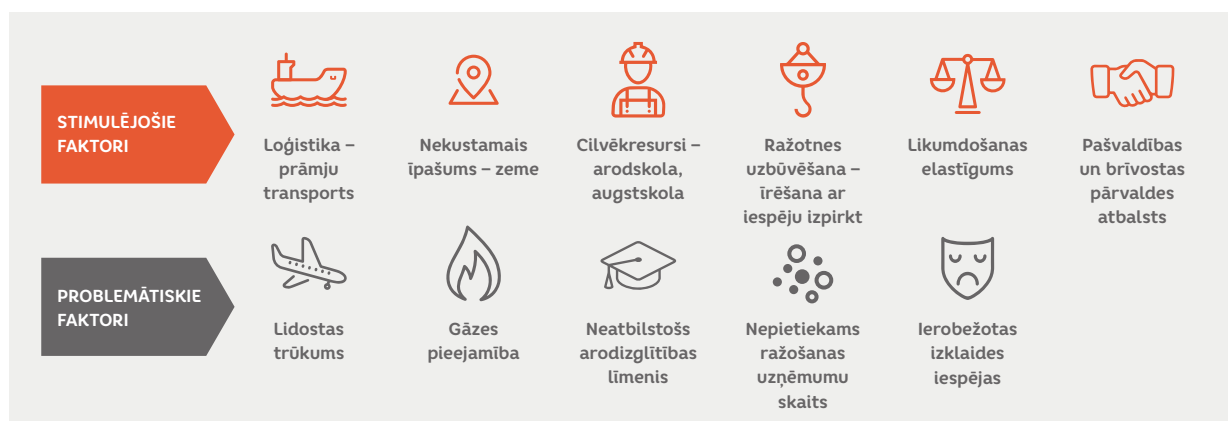 STIMULĒJOŠIE
FAKTORI
Loģistika –
prāmju
transports
Nekustamais
īpašums – zeme
Cilvēkresursi –
arodskola,
augstskola
Ražotnes
uzbūvēšana –
īrēšana ar
iespēju izpirkt
Likumdošanas
elastīgums
Pašvaldības
un brīvostas
pārvaldes
atbalsts
PROBLEMĀTISKIE
FAKTORI
Lidostas
trūkums
Gāzes
pieejamība
Neatbilstošs
arodizglītības
līmenis
Nepietiekams
ražošanas
uzņēmumu
skaits
Ierobežotas
izklaides
iespējas